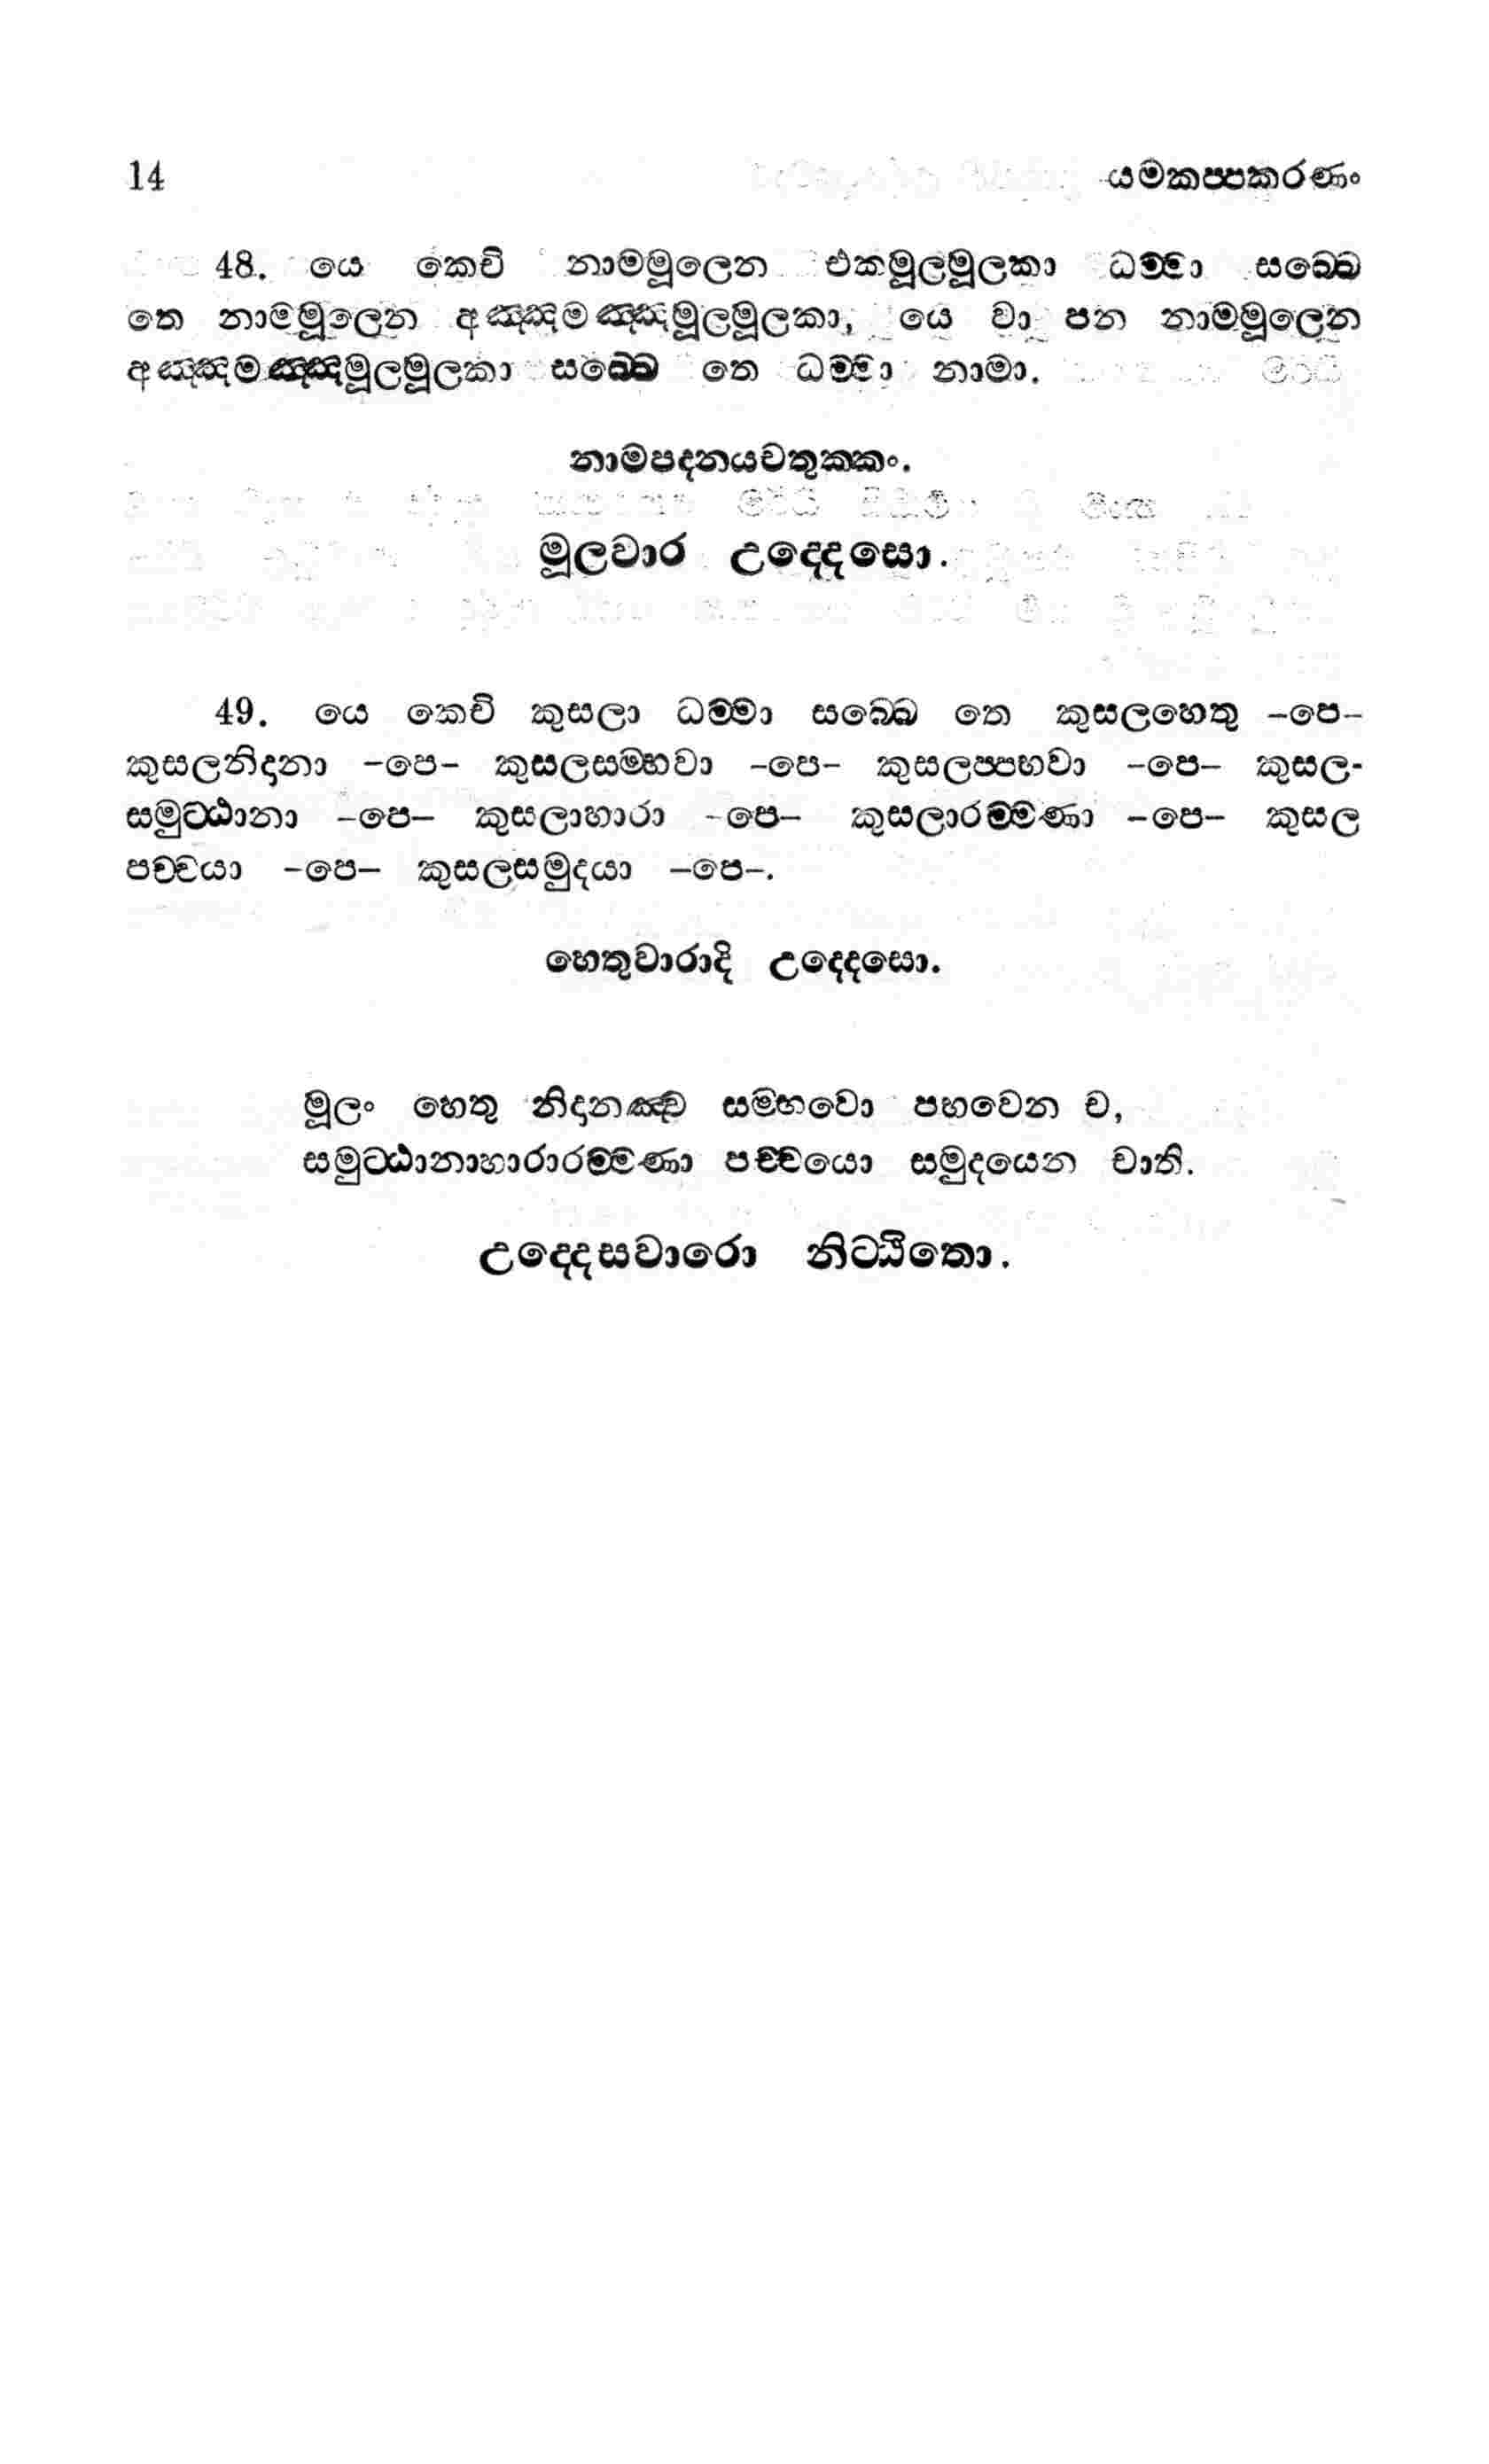 14 යමකප්පකරණං
48. යෙ කෙචි නාමමූලෙන එකමූලමූලකා ධම්මා සබ්බෙ
තෙ නාමමූලෙන අඤ්ඤමඤ්ඤමූලමූලකා, යෙ වා පන නාමමූලෙන
අඤ්ඤමඤ්ඤමූලමූලකා සබ්බෙ තෙ ධම්මා නාමා.
නාමපදනයචතුක්කං.
මූලවාර උද්දෙසො.
49. යෙ කෙචි කුසලා ධම්මා සබ්බෙ තෙ කුසලහෙතු –පෙ–
කුසලනිදානා –පෙ– කුසලසම්භවා –පෙ– කුසලප්පභවා –පෙ– කුසල-
සමුට්ඨානා –පෙ– කුසලාහාරා –පෙ– කුසලාරම්මණා –පෙ– කුසල
පච්චයා –පෙ– කුසලසමුදයා –පෙ–.
හෙතුවාරාදි උද්දෙසො.
මූලං හෙතු නිදානඤ්ච සම්භවො පභවෙන ච,
සමුට්ඨානාහාරාරම්මණා පච්චයො සමුදයෙන චාති.
උද්දෙසවාරො නිට්ඨිතො.